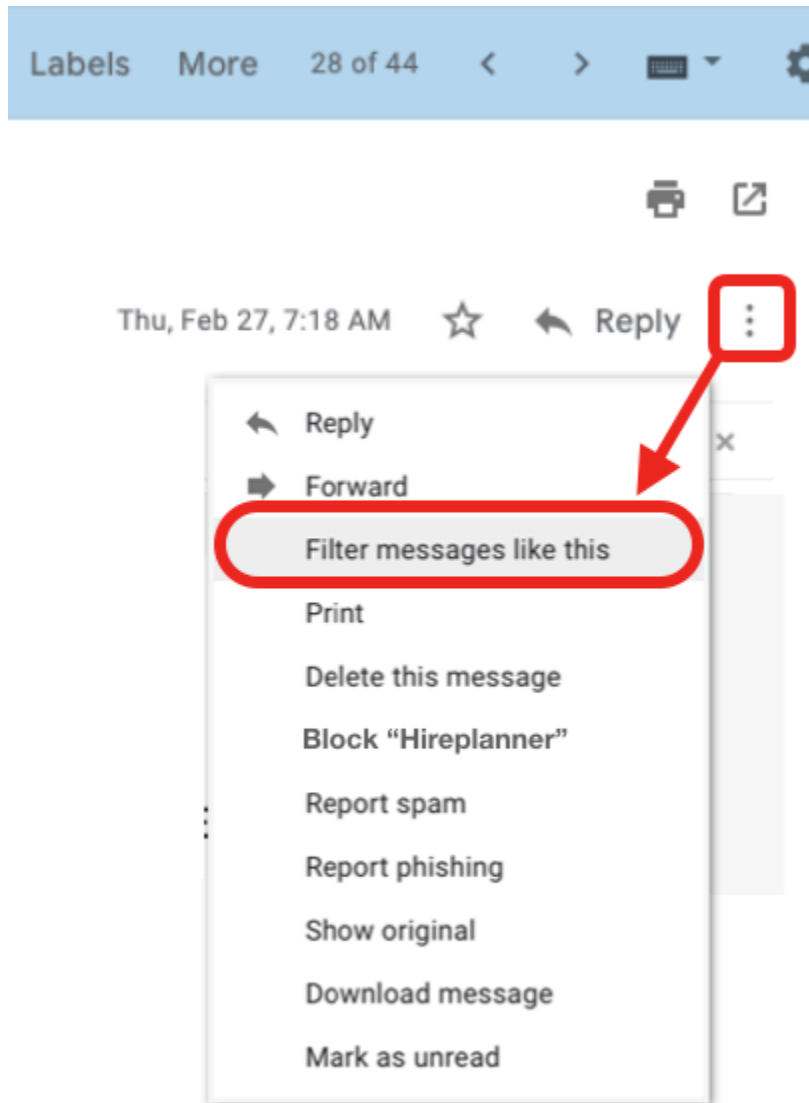 Labels More 28 of 44
Thu, Feb 27, 7:18 AM Reply
Reply
Forward
Filter messages like this
Print
Delete this message
Block “Hireplanner”
Report spam
Report phishing
Show original
Download message
Mark as unread